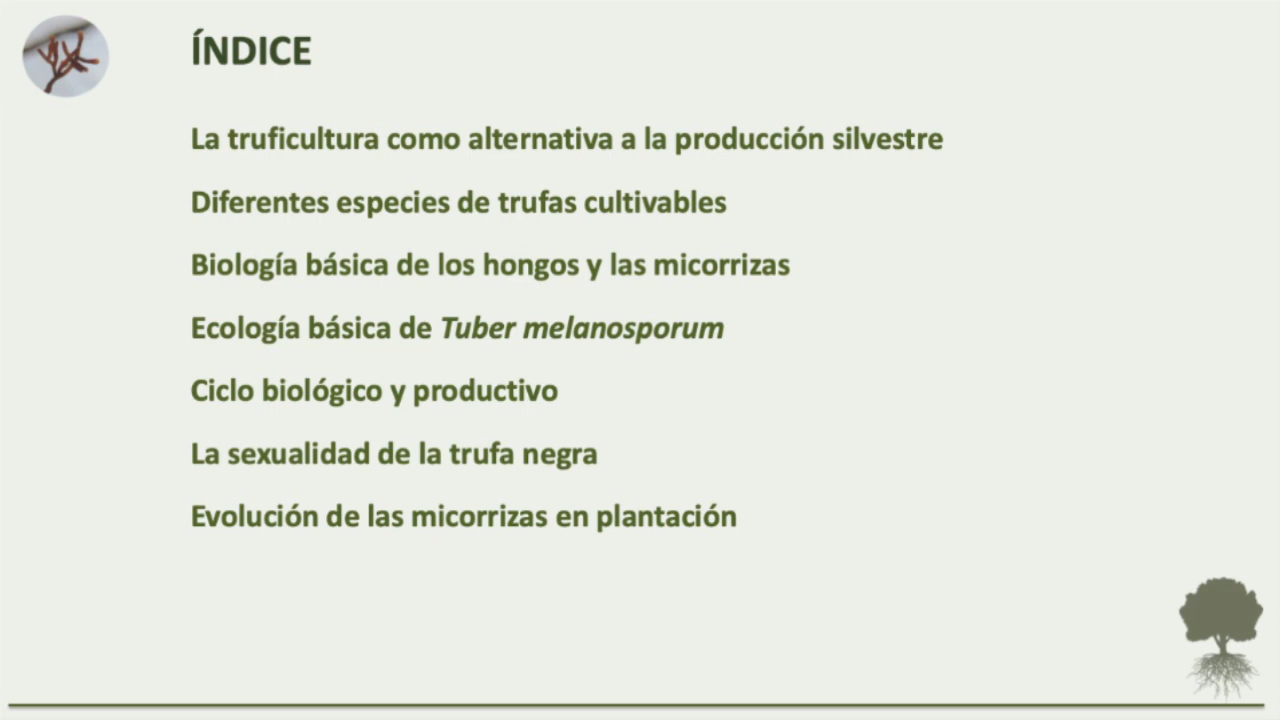 ÍNDICE
La truficultura como alternativa a la producción silvestre
Diferentes especies de trufas cultivables
Biología básica de los hongos y las micorrizas
Ecología básica de Tuber melanosporum
Ciclo biológico y productivo
La sexualidad de la trufa negra
Evolución de las micorrizas en plantación